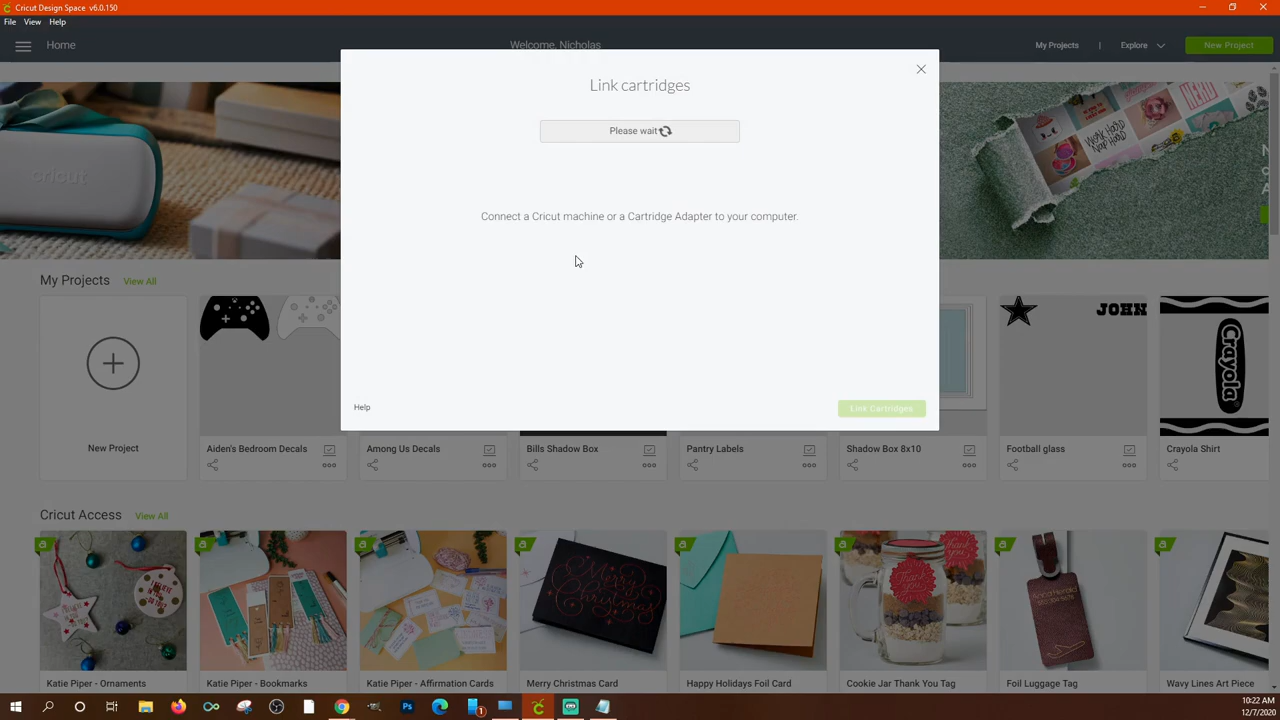 Cricut Design Space v6.0.150
File View Help
Home
Welcome, Nicholas
My Projects | Explore
New Project
Link cartridges
Please wait
Connect a Cricut machine or a Cartridge Adapter to your computer.
Help
Link Cartridges
cricut
My Projects View All
JOHN
Crayola
New Project
Aiden's Bedroom Decals
Among Us Decals
Bills Shadow Box
Pantry Labels
Shadow Box 8x10
Football glass
Crayola Shirt
Cricut Access View All
Merry Christmas
Thank You
Katie Piper - Ornaments
Katie Piper - Bookmarks
Katie Piper - Affirmation Cards
Merry Christmas Card
Happy Holidays Foil Card
Cookie Jar Thank You Tag
Foil Luggage Tag
Wavy Lines Art Piece
10:22 AM
12/7/2020